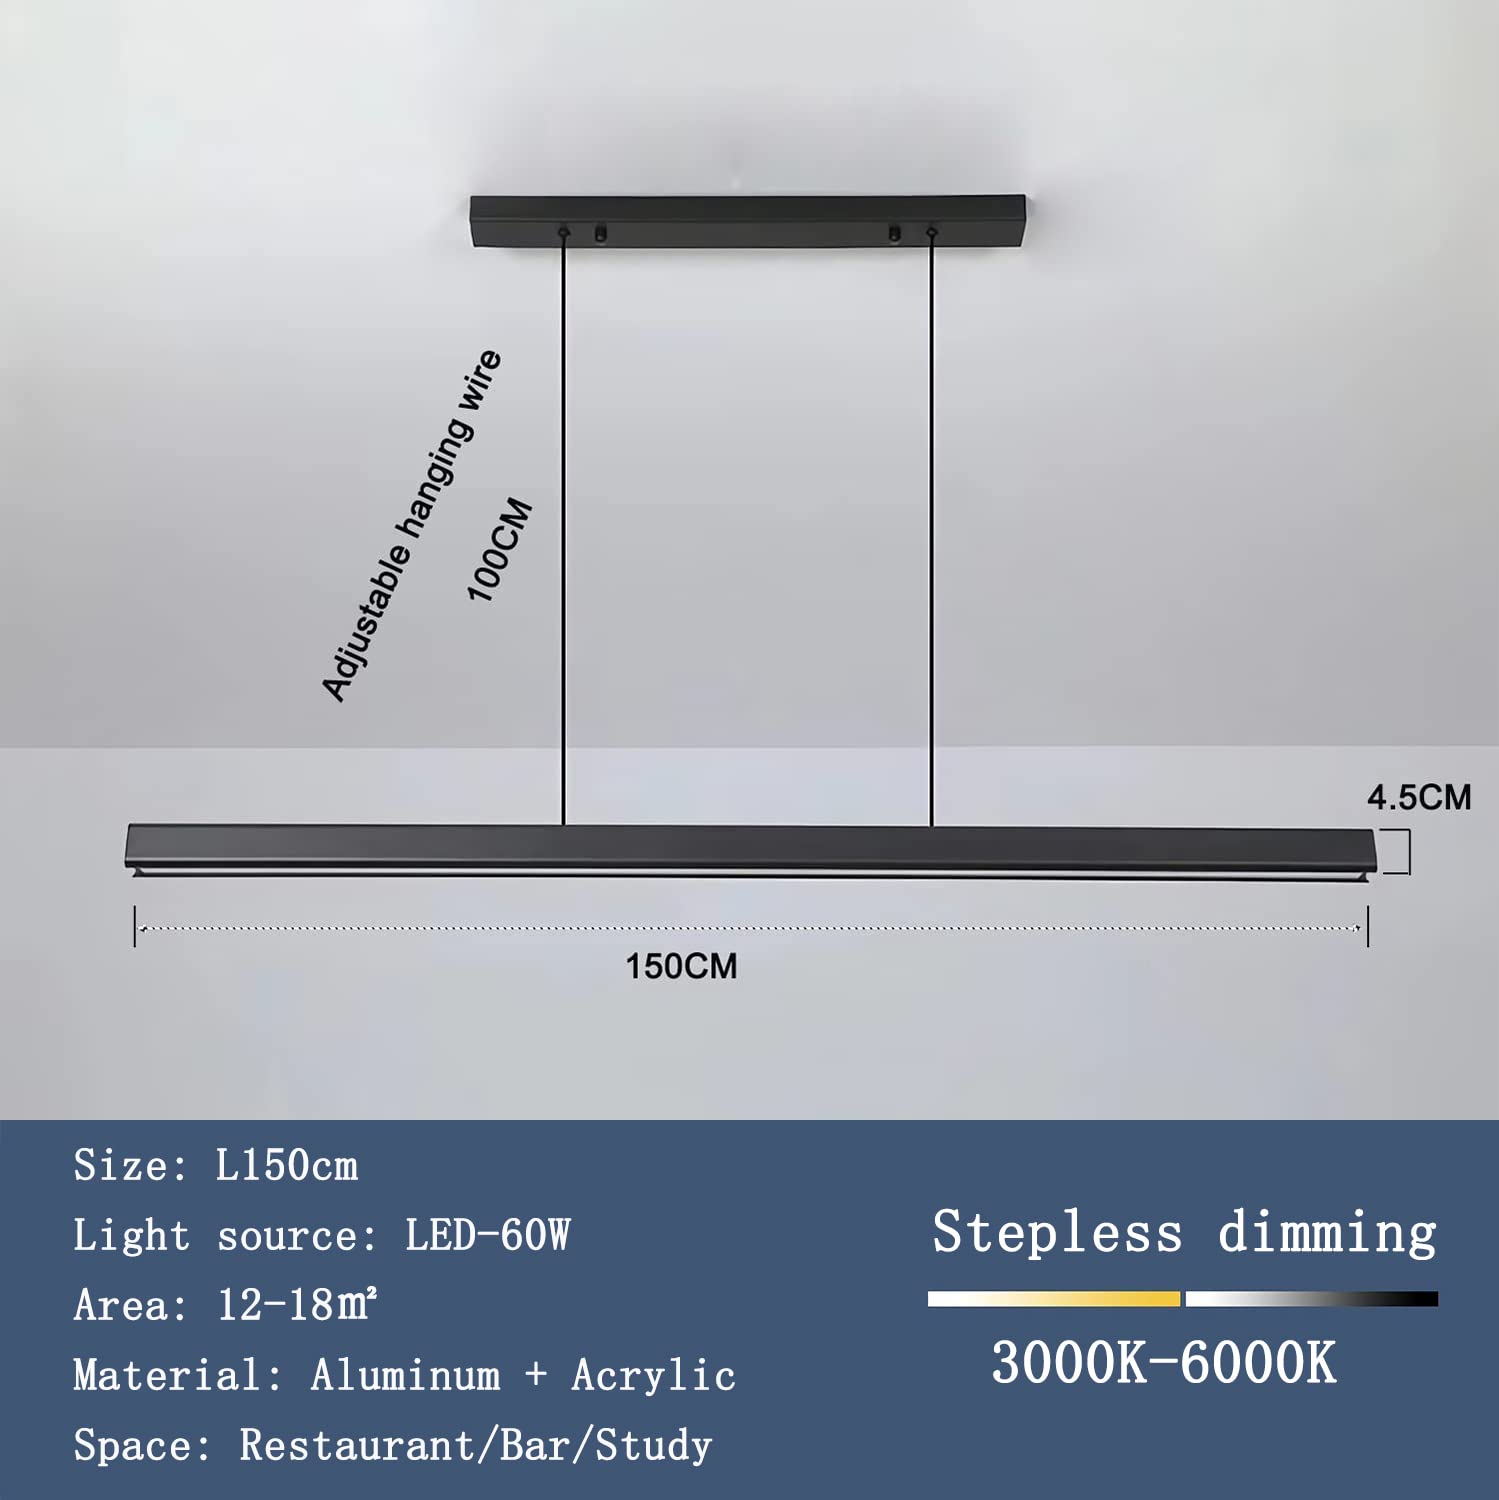 Adjustable hanging wire
100CM
4.5CM
150CM
Size: L150cm
Light source: LED-60W
Area: 12-18㎡
Material: Aluminum + Acrylic
Space: Restaurant/Bar/Study
Stepless dimming
3000K-6000K